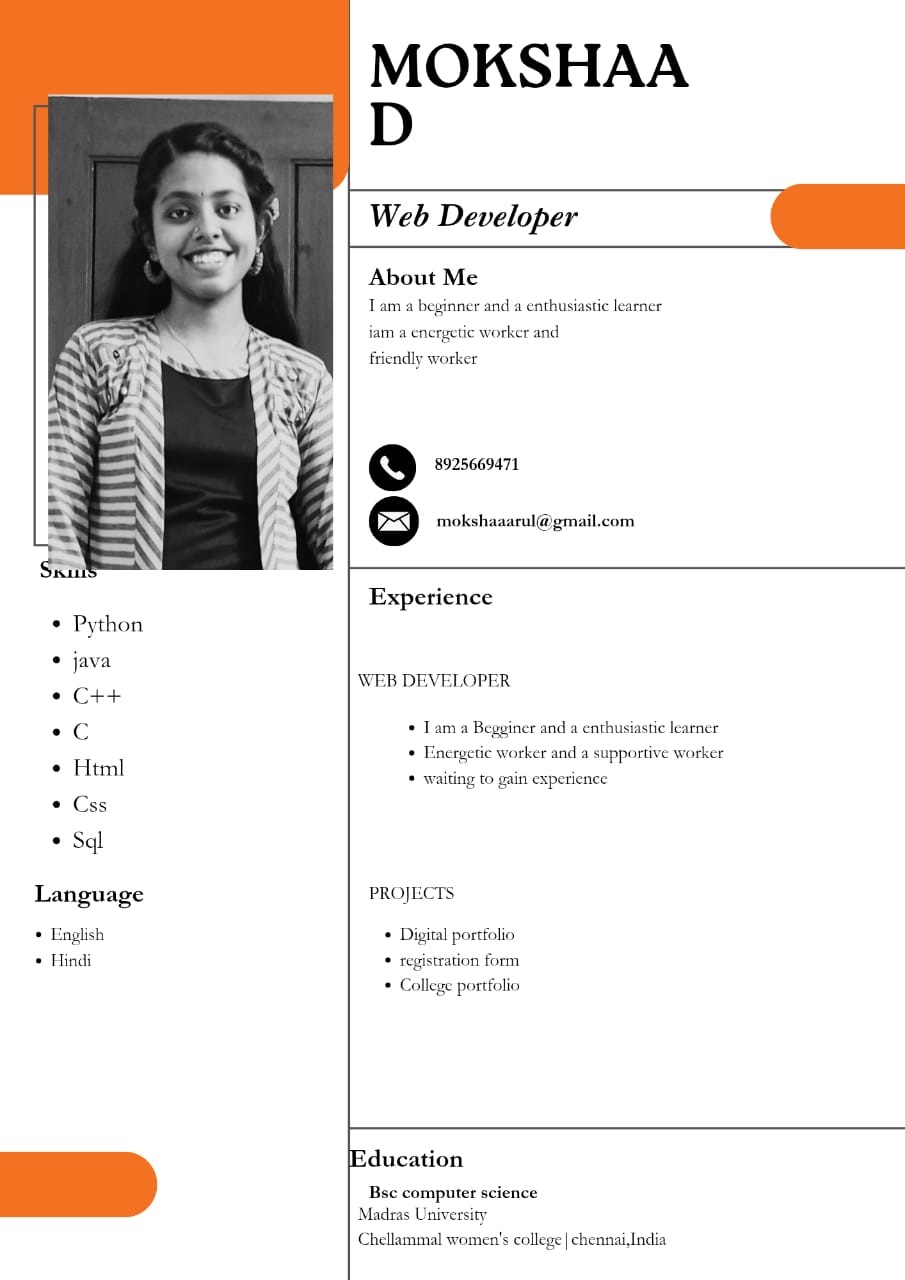 MOKSHAA
D
Web Developer
About Me
I am a beginner and a enthusiastic learner
iam a energetic worker and
friendly worker
8925669471
mokshaaarul@gmail.com
Skills
Python
java
C++
C
Html
Css
Sql
Language
English
Hindi
Experience
WEB DEVELOPER
I am a Begginer and a enthusiastic learner
Energetic worker and a supportive worker
waiting to gain experience
PROJECTS
Digital portfolio
registration form
College portfolio
Education
Bsc computer science
Madras University
Chellammal women's college|chennai,India